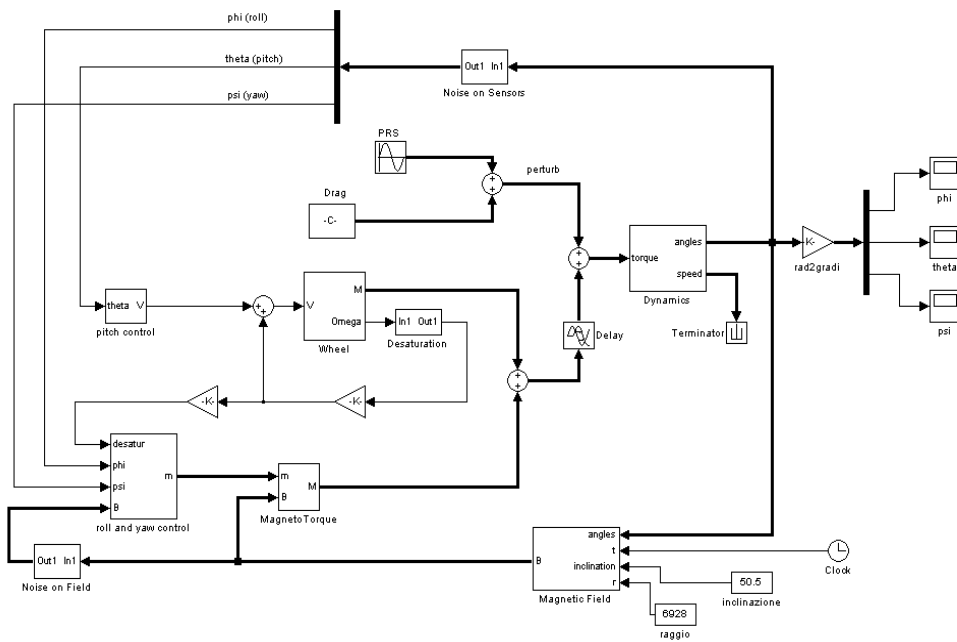 phi (roll)
theta (pitch)
psi (yaw)
Out1 In1
Noise on Sensors
PRS
+
+
perturb
Drag
-C-
+
+
angles
torque
speed
Dynamics
Terminator
K-
rad2gradi
phi
theta
psi
theta V
pitch control
+
+
V
M
Omega
Wheel
In1 Out1
Desaturation
Delay
+
+
-K-
-K-
desatur
phi
psi
B
m
roll and yaw control
m
B
M
MagnetoTorque
Out1 In1
Noise on Field
angles
t
inclination
r
B
Magnetic Field
Clock
50.5
inclinazione
6928
raggio